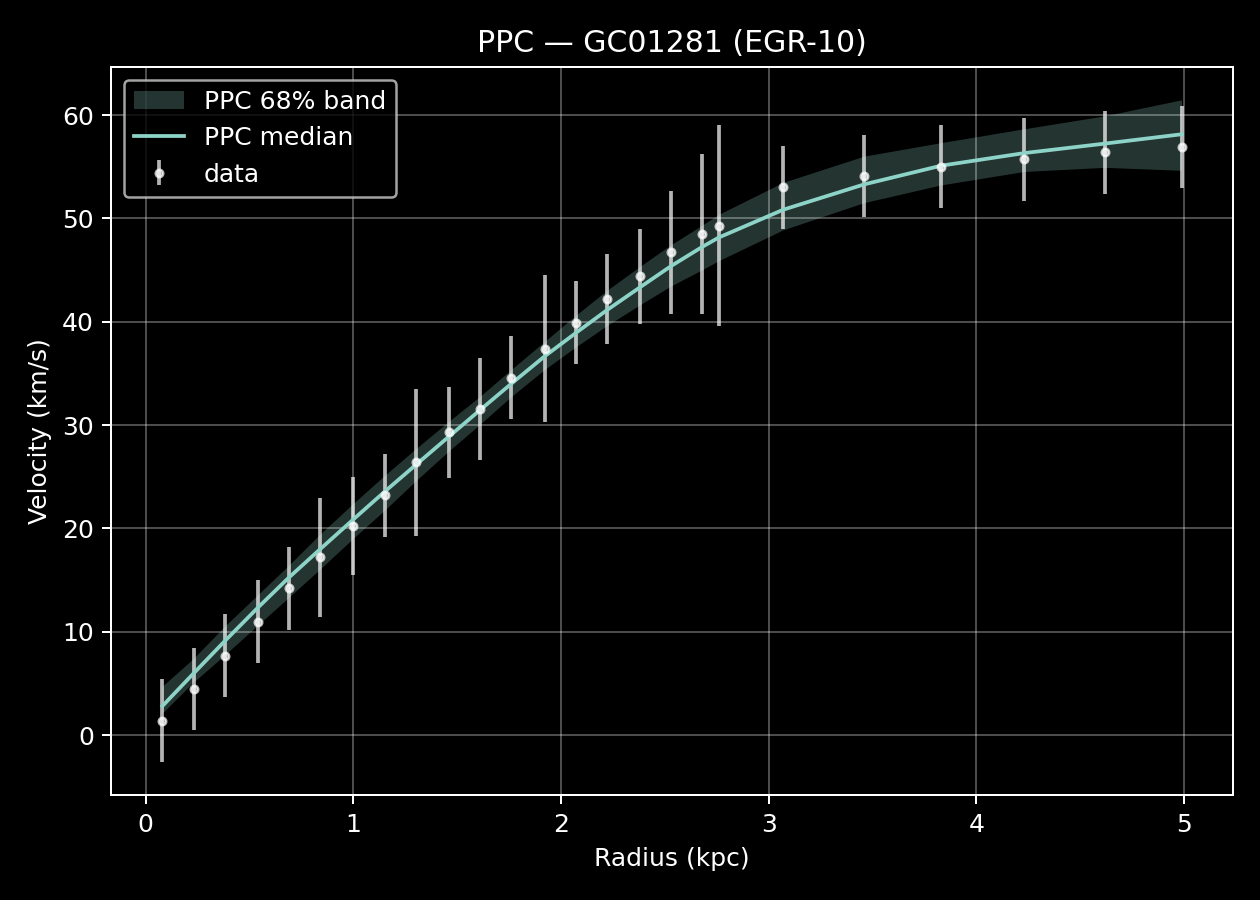 PPC — GC01281 (EGR-10)
PPC 68% band
PPC median
data
Velocity (km/s)
60
50
40
30
20
10
0
0 1 2 3 4 5
Radius (kpc)